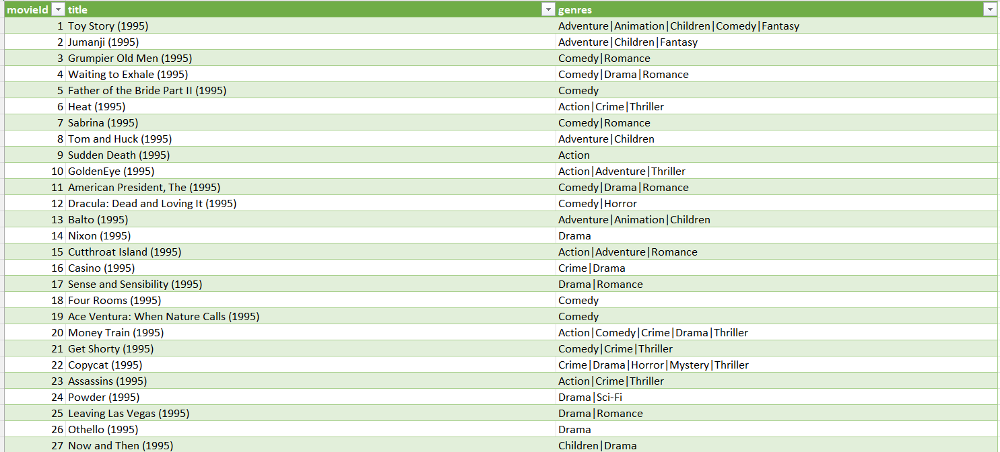 movieId title genres
1 Toy Story (1995) Adventure|Animation|Children|Comedy|Fantasy
2 Jumanji (1995) Adventure|Children|Fantasy
3 Grumpier Old Men (1995) Comedy|Romance
4 Waiting to Exhale (1995) Comedy|Drama|Romance
5 Father of the Bride Part II (1995) Comedy
6 Heat (1995) Action|Crime|Thriller
7 Sabrina (1995) Comedy|Romance
8 Tom and Huck (1995) Adventure|Children
9 Sudden Death (1995) Action
10 GoldenEye (1995) Action|Adventure|Thriller
11 American President, The (1995) Comedy|Drama|Romance
12 Dracula: Dead and Loving It (1995) Comedy|Horror
13 Balto (1995) Adventure|Animation|Children
14 Nixon (1995) Drama
15 Cutthroat Island (1995) Action|Adventure|Romance
16 Casino (1995) Crime|Drama
17 Sense and Sensibility (1995) Drama|Romance
18 Four Rooms (1995) Comedy
19 Ace Ventura: When Nature Calls (1995) Comedy
20 Money Train (1995) Action|Comedy|Crime|Drama|Thriller
21 Get Shorty (1995) Comedy|Crime|Thriller
22 Copycat (1995) Crime|Drama|Horror|Mystery|Thriller
23 Assassins (1995) Action|Crime|Thriller
24 Powder (1995) Drama|Sci-Fi
25 Leaving Las Vegas (1995) Drama|Romance
26 Othello (1995) Drama
27 Now and Then (1995) Children|Drama